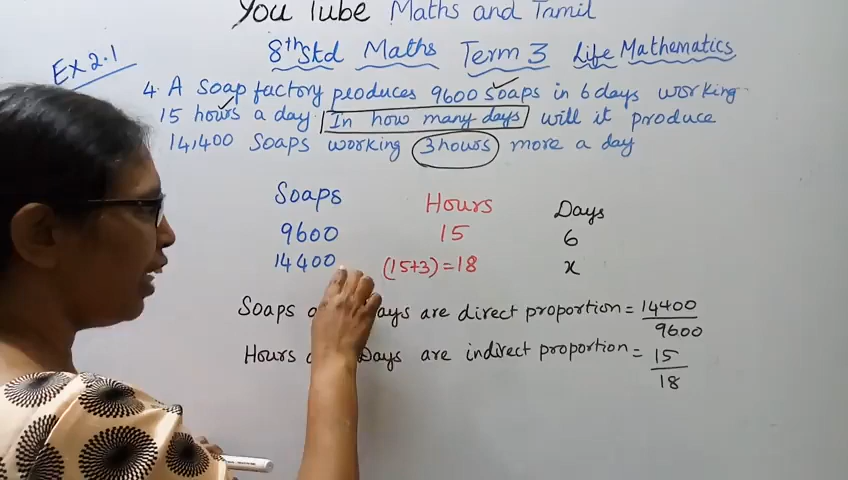 You Tube Maths and Tamil
8th Std Maths Term 3 Life Mathematics
Ex 2.1
4. A Soap factory produces 9600 Soaps in 6 days working
15 hours a day. In how many days will it produce
14,400 Soaps working 3 hours more a day
Soaps Hours Days
9600 15 6
14400 (15+3) = 18 x
Soaps ays are direct proportion = 14400
9600
Hours Days are indirect proportion = 15
18